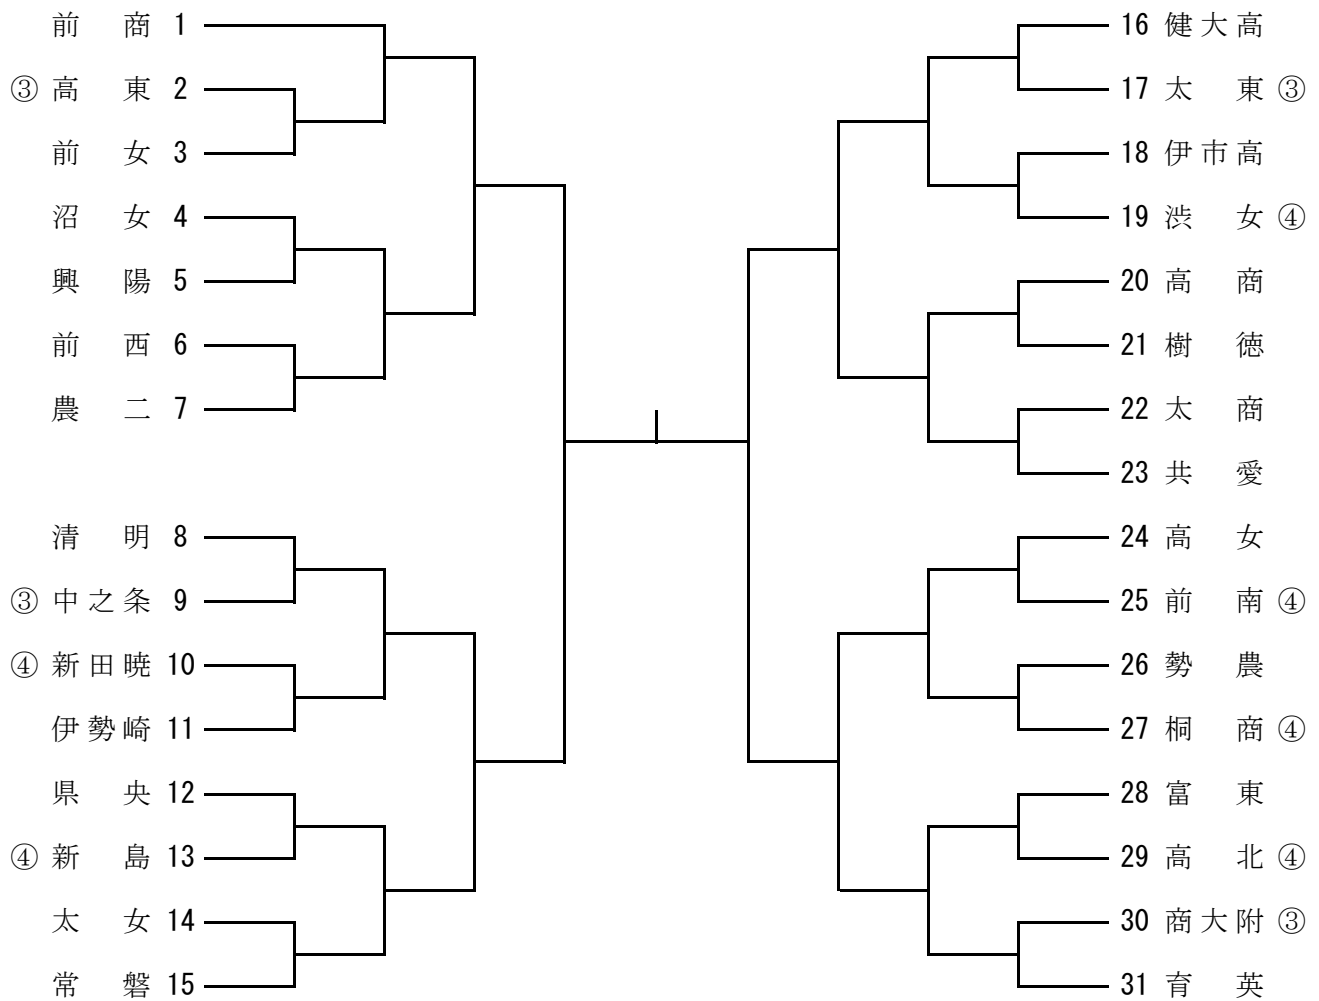 前商 1
③ 高東 2
前女 3
沼女 4
興陽 5
前西 6
農二 7
清明 8
③ 中之条 9
④ 新田暁 10
伊勢崎 11
県央 12
④ 新島 13
太女 14
常磐 15
16 健大高
17 太東 ③
18 伊市高
19 渋女 ④
20 高商
21 樹徳
22 太商
23 共愛
24 高女
25 前南 ④
26 勢農
27 桐商 ④
28 富東
29 高北 ④
30 商大附 ③
31 育英